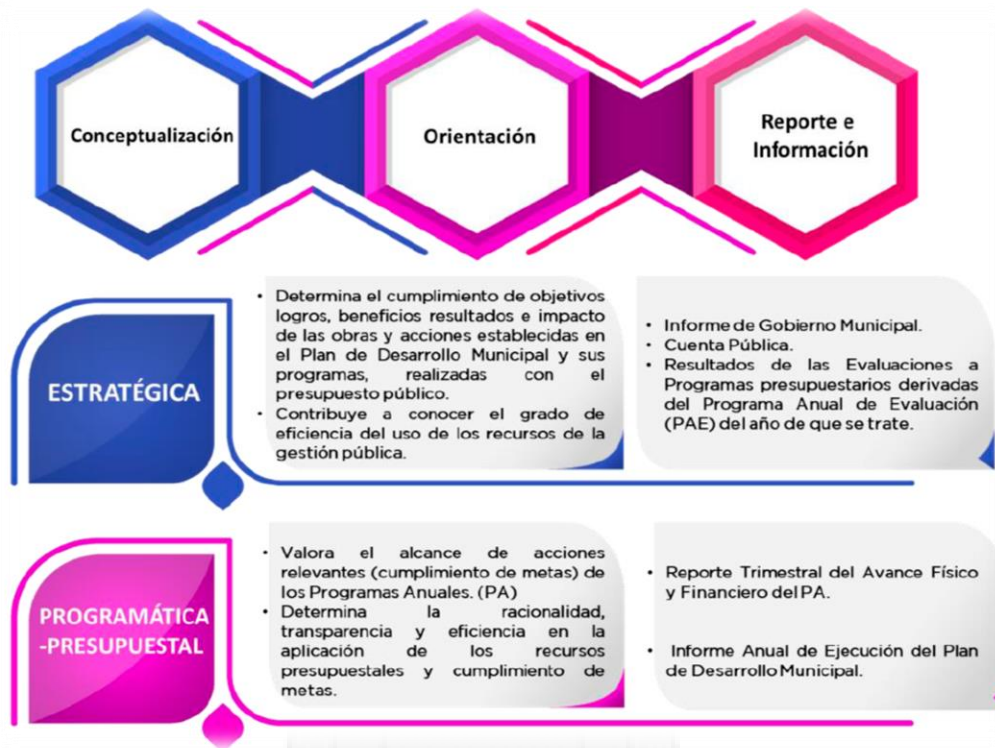 Conceptualización
Orientación
Reporte e
Información
ESTRATÉGICA
• Determina el cumplimiento de objetivos
logros, beneficios resultados e impacto
de las obras y acciones establecidas en
el Plan de Desarrollo Municipal y sus
programas, realizadas con el
presupuesto público.
• Contribuye a conocer el grado de
eficiencia del uso de los recursos de la
gestión pública.
• Informe de Gobierno Municipal.
• Cuenta Pública.
• Resultados de las Evaluaciones a
Programas presupuestarios derivadas
del Programa Anual de Evaluación
(PAE) del año de que se trate.
PROGRAMÁTICA
-PRESUPUESTAL
• Valora el alcance de acciones
relevantes (cumplimiento de metas) de
los Programas Anuales. (PA)
• Determina la racionalidad,
transparencia y eficiencia en la
aplicación de los recursos
presupuestales y cumplimiento de
metas.
• Reporte Trimestral del Avance Físico
y Financiero del PA.
• Informe Anual de Ejecución del Plan
de Desarrollo Municipal.